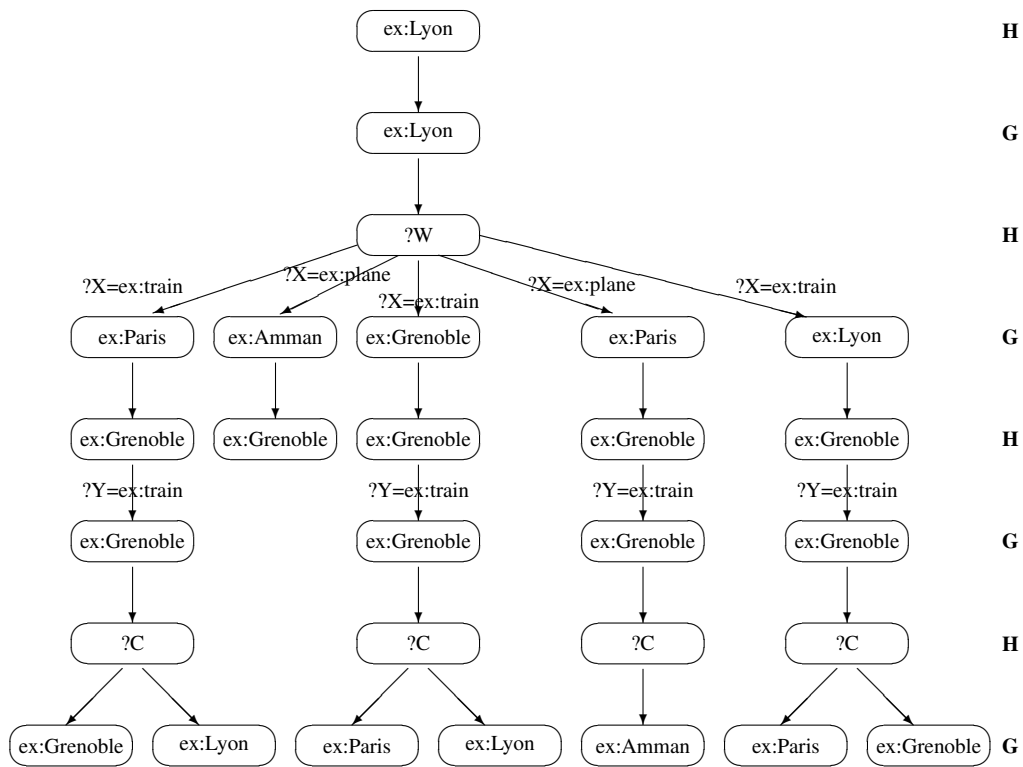 ex:Lyon H
ex:Lyon G
?W H
?X=ex:train ?X=ex:plane ?X=ex:train ?X=ex:plane ?X=ex:train
ex:Paris ex:Amman ex:Grenoble ex:Paris ex:Lyon G
ex:Grenoble ex:Grenoble ex:Grenoble ex:Grenoble ex:Grenoble H
?Y=ex:train ?Y=ex:train ?Y=ex:train ?Y=ex:train
ex:Grenoble ex:Grenoble ex:Grenoble ex:Grenoble G
?C ?C ?C ?C H
ex:Grenoble ex:Lyon ex:Paris ex:Lyon ex:Amman ex:Paris ex:Grenoble G